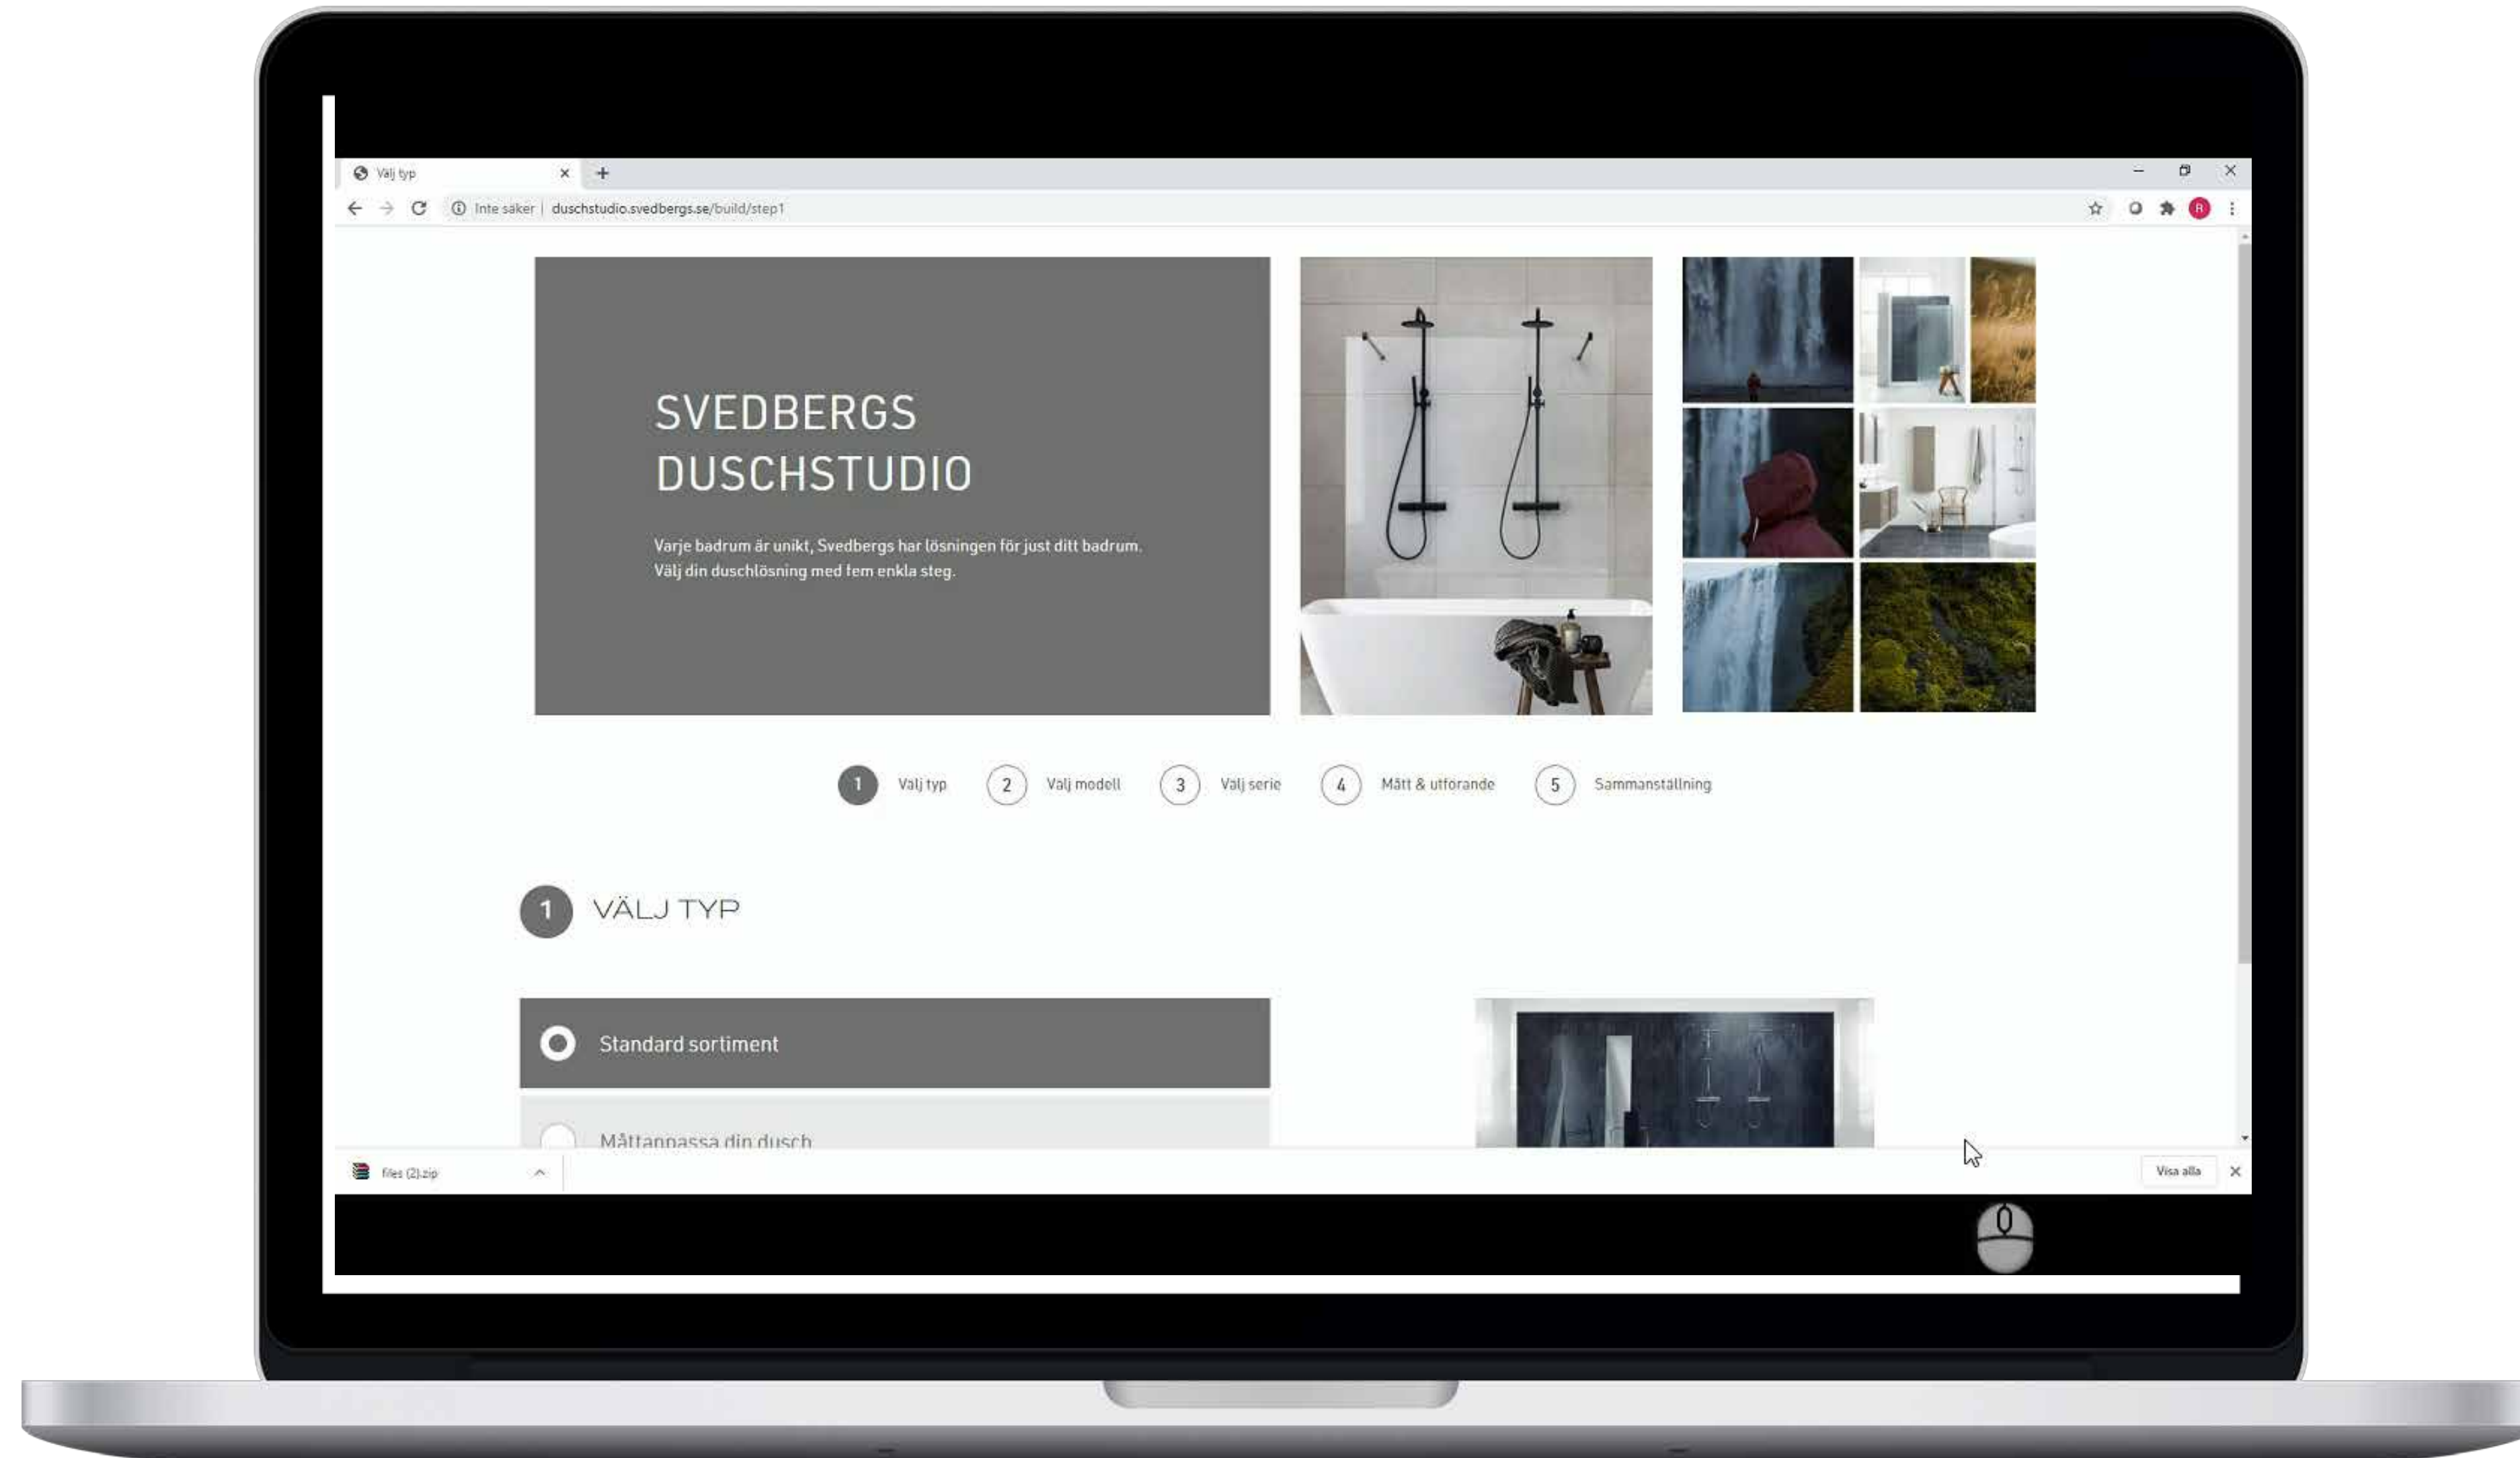 Välj typ
Inte säker | duschstudio.svedbergs.se/build/step1
R
SVEDBERGS
DUSCHSTUDIO
Varje badrum är unikt, Svedbergs har lösningen för just ditt badrum.
Välj din duschlösning med fem enkla steg.
1 Välj typ 2 Välj modell 3 Välj serie 4 Mått & utförande 5 Sammanställning
1 VÄLJ TYP
Standard sortiment
Måttanpassa din dusch
files (2).zip
Visa alla